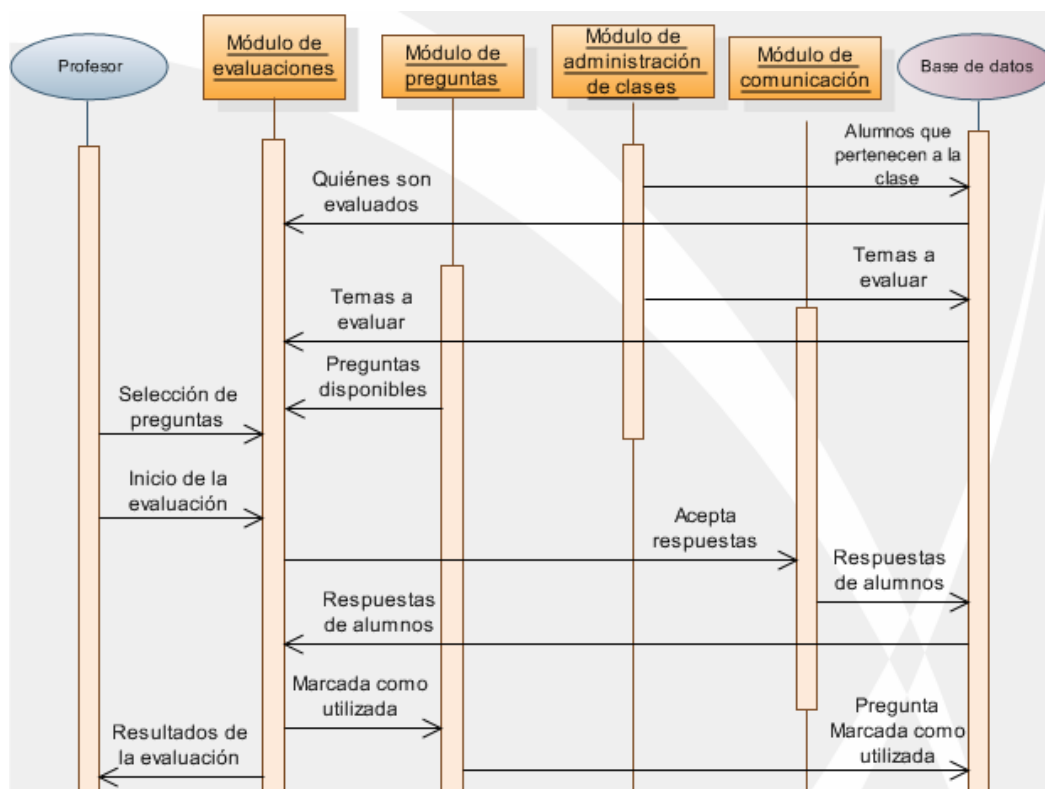 Profesor
Módulo de
evaluaciones
Módulo de
preguntas
Módulo de
administración
de clases
Módulo de
comunicación
Base de datos
Alumnos que
pertenecen a la
clase
Quiénes son
evaluados
Temas a
evaluar
Temas a
evaluar
Preguntas
disponibles
Selección de
preguntas
Inicio de la
evaluación
Acepta
respuestas
Respuestas
de alumnos
Respuestas
de alumnos
Marcada como
utilizada
Pregunta
Marcada como
utilizada
Resultados de
la evaluación